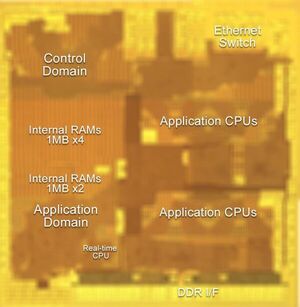 Ethernet
Switch
Control
Domain
Application CPUs
Internal RAMs
1MB x4
Internal RAMs
1MB x2
Application
Domain
Application CPUs
Real-time
CPU
DDR I/F